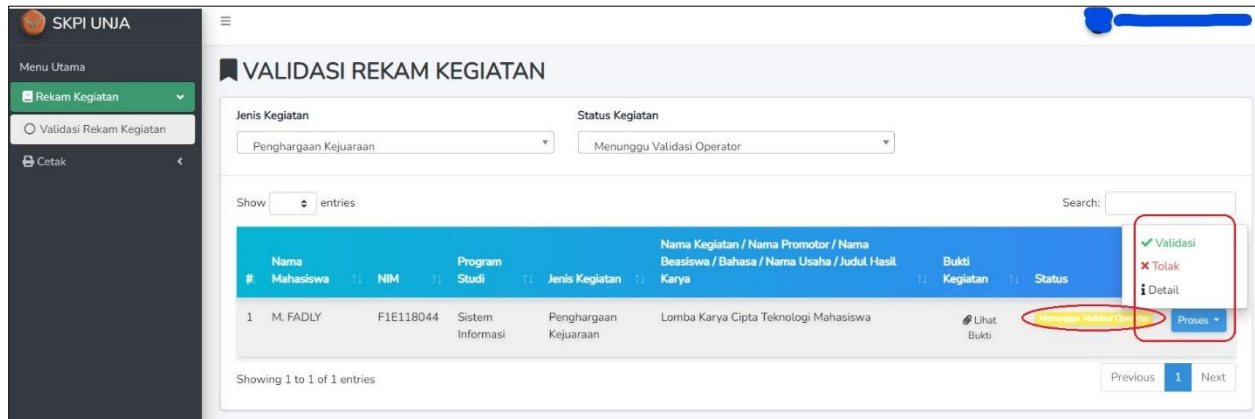 SKPI UNJA
Menu Utama
Rekam Kegiatan
Validasi Rekam Kegiatan
Cetak
VALIDASI REKAM KEGIATAN
Jenis Kegiatan
Status Kegiatan
Penghargaan Kejuaraan
Menunggu Validasi Operator
Show entries
Search:
Validasi
Tolak
Detail
#
Nama
Mahasiswa
NIM
Program
Studi
Jenis Kegiatan
Nama Kegiatan / Nama Promotor / Nama
Beasiswa / Bahasa / Nama Usaha / Judul Hasil
Karya
Bukti
Kegiatan
Status
1
M. FADLY
F1E118044
Sistem
Informasi
Penghargaan
Kejuaraan
Lomba Karya Cipta Teknologi Mahasiswa
Lihat
Bukti
Menunggu Validasi Operator
Proses
Showing 1 to 1 of 1 entries
Previous 1 Next